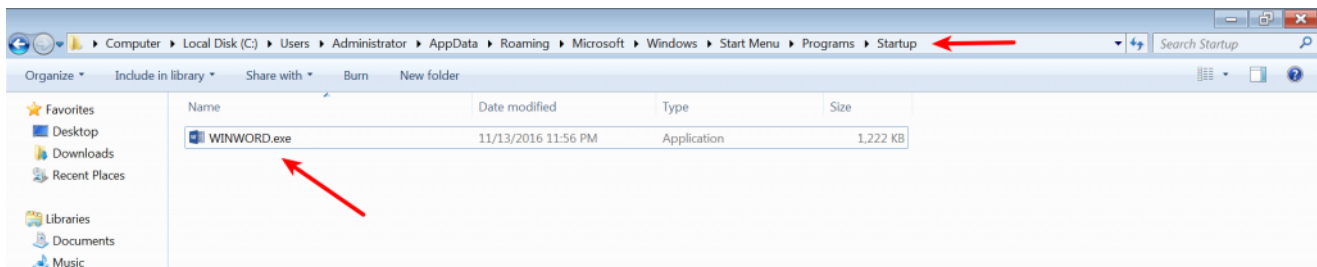 Computer Local Disk (C:) Users Administrator AppData Roaming Microsoft Windows Start Menu Programs Startup Search Startup
Organize Include in library Share with Burn New folder
Favorites
Desktop
Downloads
Recent Places
Libraries
Documents
Music
Name Date modified Type Size
WINWORD.exe 11/13/2016 11:56 PM Application 1,222 KB